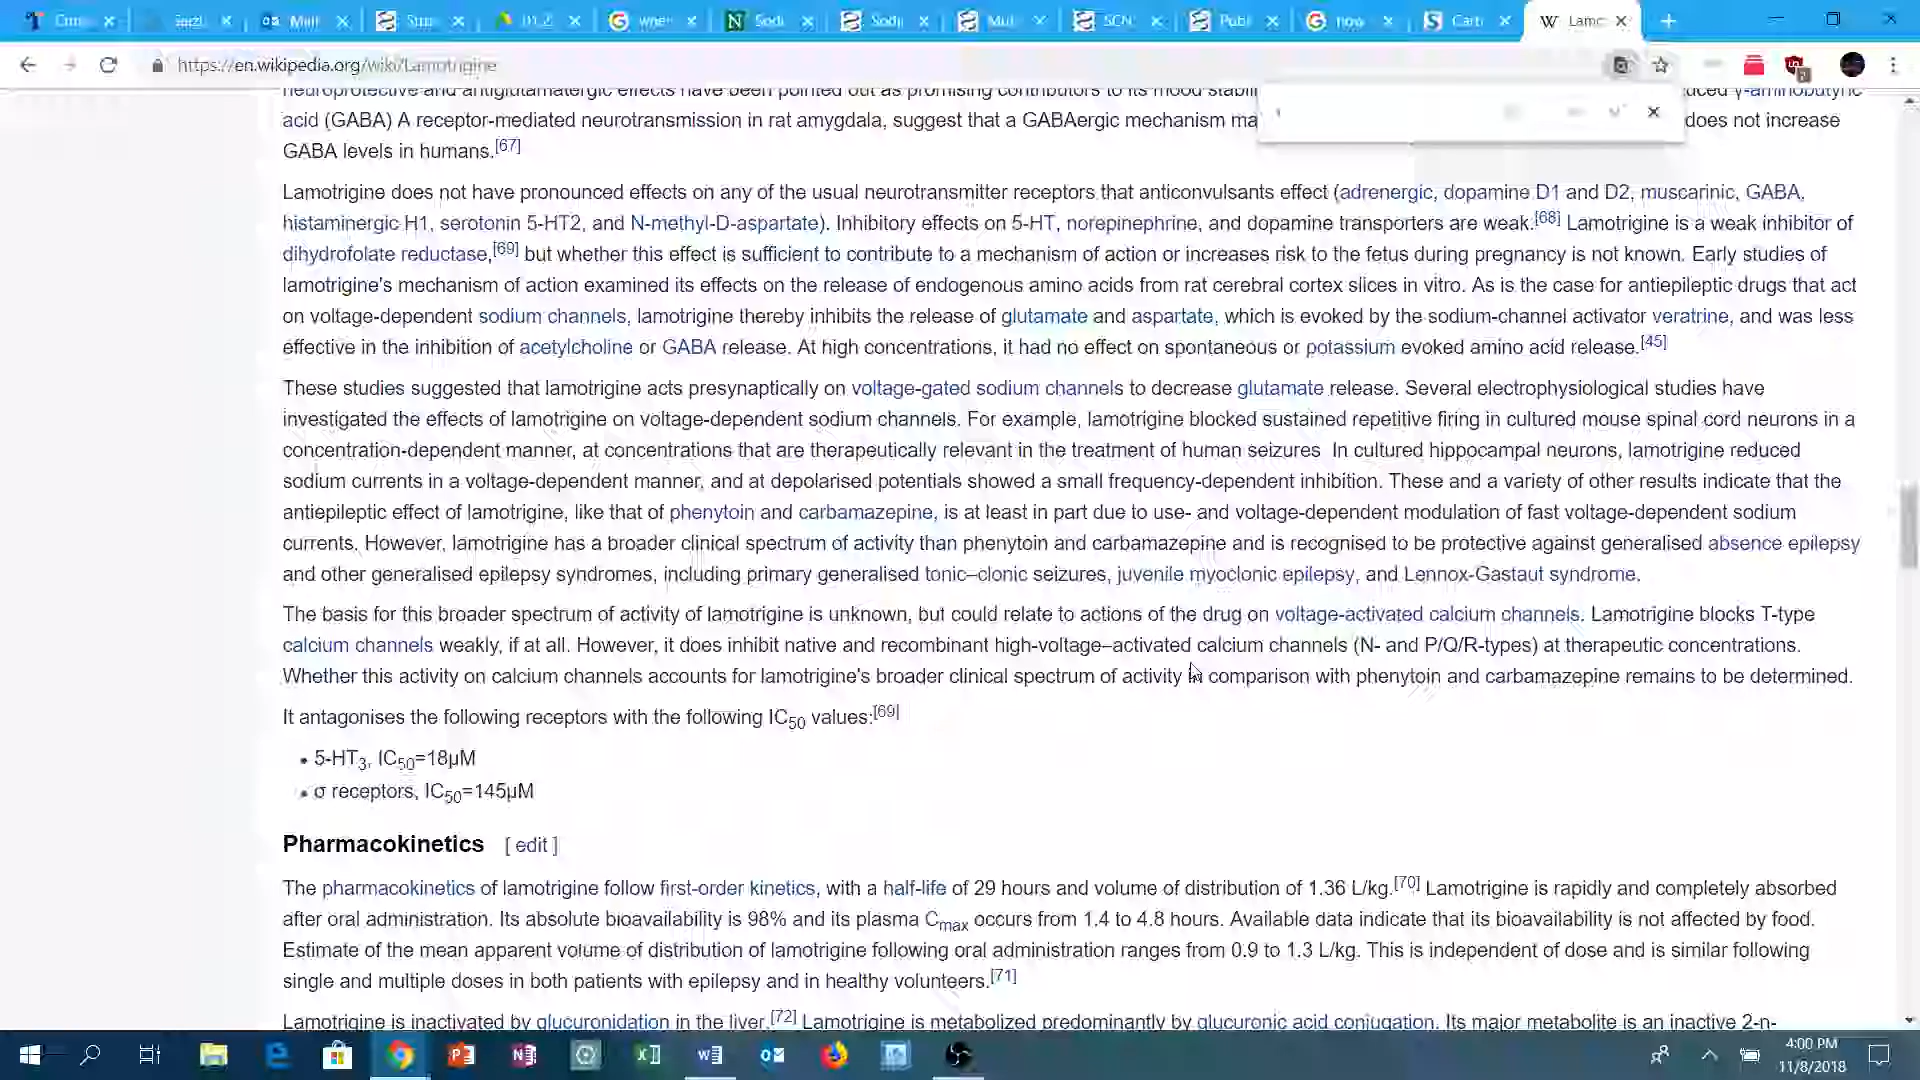 Mult
wher
Sodi
Sodi
Mult
SCN
Publ
how
Carb
Lamo
https://en.wikipedia.org/wiki/Lamotrigine
neuroprotective and antiglutamatergic effects have been pointed out as promising contributors to its mood stabil
γ-aminobutyric
acid (GABA) A receptor-mediated neurotransmission in rat amygdala, suggest that a GABAergic mechanism ma
does not increase
GABA levels in humans.[67]
Lamotrigine does not have pronounced effects on any of the usual neurotransmitter receptors that anticonvulsants effect (adrenergic, dopamine D1 and D2, muscarinic, GABA,
histaminergic H1, serotonin 5-HT2, and N-methyl-D-aspartate). Inhibitory effects on 5-HT, norepinephrine, and dopamine transporters are weak.[68] Lamotrigine is a weak inhibitor of
dihydrofolate reductase,[69] but whether this effect is sufficient to contribute to a mechanism of action or increases risk to the fetus during pregnancy is not known. Early studies of
lamotrigine's mechanism of action examined its effects on the release of endogenous amino acids from rat cerebral cortex slices in vitro. As is the case for antiepileptic drugs that act
on voltage-dependent sodium channels, lamotrigine thereby inhibits the release of glutamate and aspartate, which is evoked by the sodium-channel activator veratrine, and was less
effective in the inhibition of acetylcholine or GABA release. At high concentrations, it had no effect on spontaneous or potassium evoked amino acid release.[45]
These studies suggested that lamotrigine acts presynaptically on voltage-gated sodium channels to decrease glutamate release. Several electrophysiological studies have
investigated the effects of lamotrigine on voltage-dependent sodium channels. For example, lamotrigine blocked sustained repetitive firing in cultured mouse spinal cord neurons in a
concentration-dependent manner, at concentrations that are therapeutically relevant in the treatment of human seizures. In cultured hippocampal neurons, lamotrigine reduced
sodium currents in a voltage-dependent manner, and at depolarised potentials showed a small frequency-dependent inhibition. These and a variety of other results indicate that the
antiepileptic effect of lamotrigine, like that of phenytoin and carbamazepine, is at least in part due to use- and voltage-dependent modulation of fast voltage-dependent sodium
currents. However, lamotrigine has a broader clinical spectrum of activity than phenytoin and carbamazepine and is recognised to be protective against generalised absence epilepsy
and other generalised epilepsy syndromes, including primary generalised tonic–clonic seizures, juvenile myoclonic epilepsy, and Lennox-Gastaut syndrome.
The basis for this broader spectrum of activity of lamotrigine is unknown, but could relate to actions of the drug on voltage-activated calcium channels. Lamotrigine blocks T-type
calcium channels weakly, if at all. However, it does inhibit native and recombinant high-voltage–activated calcium channels (N- and P/Q/R-types) at therapeutic concentrations.
Whether this activity on calcium channels accounts for lamotrigine's broader clinical spectrum of activity in comparison with phenytoin and carbamazepine remains to be determined.
It antagonises the following receptors with the following IC50 values:[69]
• 5-HT3, IC50=18μM
• σ receptors, IC50=145μM
Pharmacokinetics [ edit ]
The pharmacokinetics of lamotrigine follow first-order kinetics, with a half-life of 29 hours and volume of distribution of 1.36 L/kg.[70] Lamotrigine is rapidly and completely absorbed
after oral administration. Its absolute bioavailability is 98% and its plasma Cmax occurs from 1.4 to 4.8 hours. Available data indicate that its bioavailability is not affected by food.
Estimate of the mean apparent volume of distribution of lamotrigine following oral administration ranges from 0.9 to 1.3 L/kg. This is independent of dose and is similar following
single and multiple doses in both patients with epilepsy and in healthy volunteers.[71]
Lamotrigine is inactivated by glucuronidation in the liver.[72] Lamotrigine is metabolized predominantly by glucuronic acid conjugation. Its major metabolite is an inactive 2-n-
4:00 PM
11/8/2018